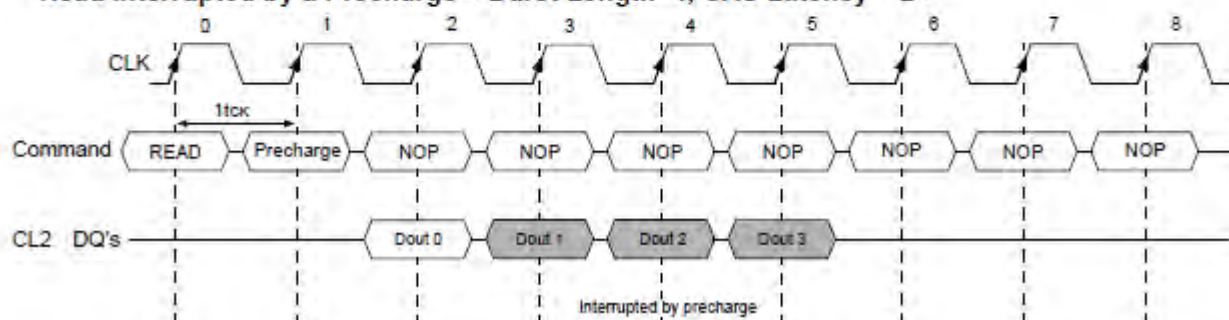 0 1 2 3 4 5 6 7 8
CLK
1tCK
Command READ Precharge NOP NOP NOP NOP NOP NOP NOP
CL2 DQ's Dout 0 Dout 1 Dout 2 Dout 3
Interrupted by precharge